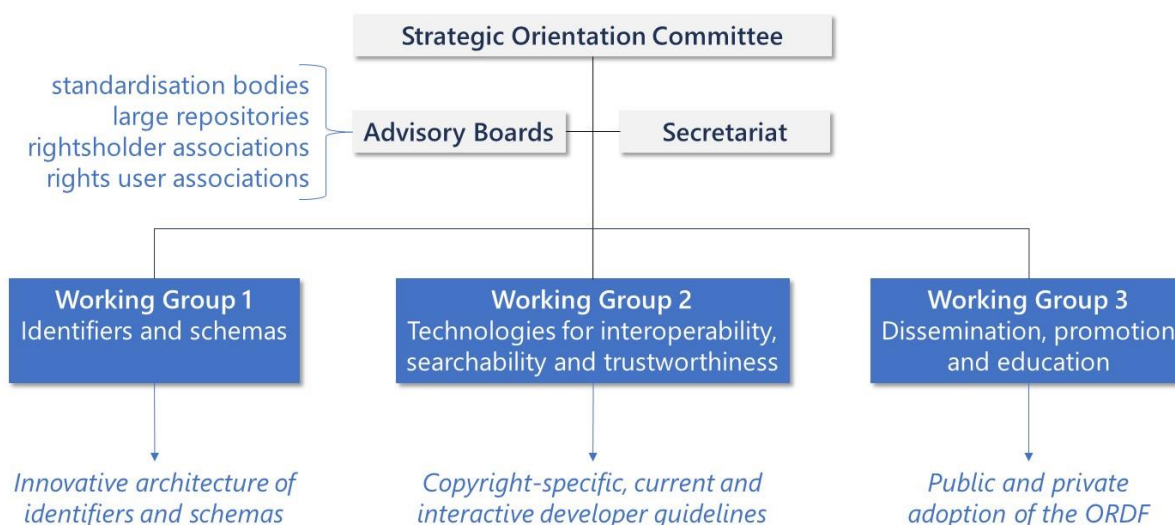 Strategic Orientation Committee
standardisation bodies
large repositories
rightsholder associations
rights user associations
Advisory Boards
Secretariat
Working Group 1
Identifiers and schemas
Working Group 2
Technologies for interoperability,
searchability and trustworthiness
Working Group 3
Dissemination, promotion
and education
Innovative architecture of
identifiers and schemas
Copyright-specific, current and
interactive developer guidelines
Public and private
adoption of the ORDF